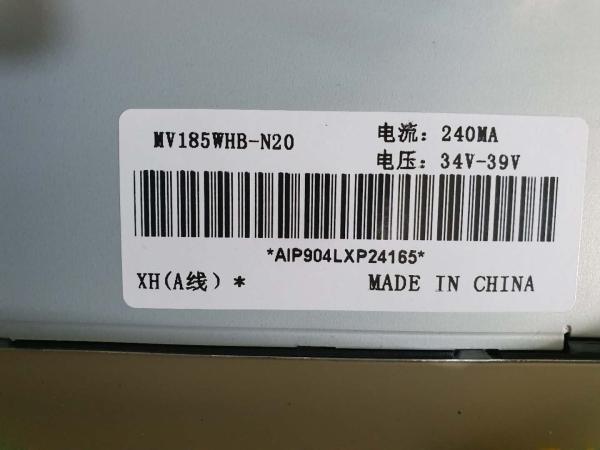 MV185WHB-N20
电流：240MA
电压：34V-39V
*AIP904LXP24165*
XH(A线）*
MADE IN CHINA